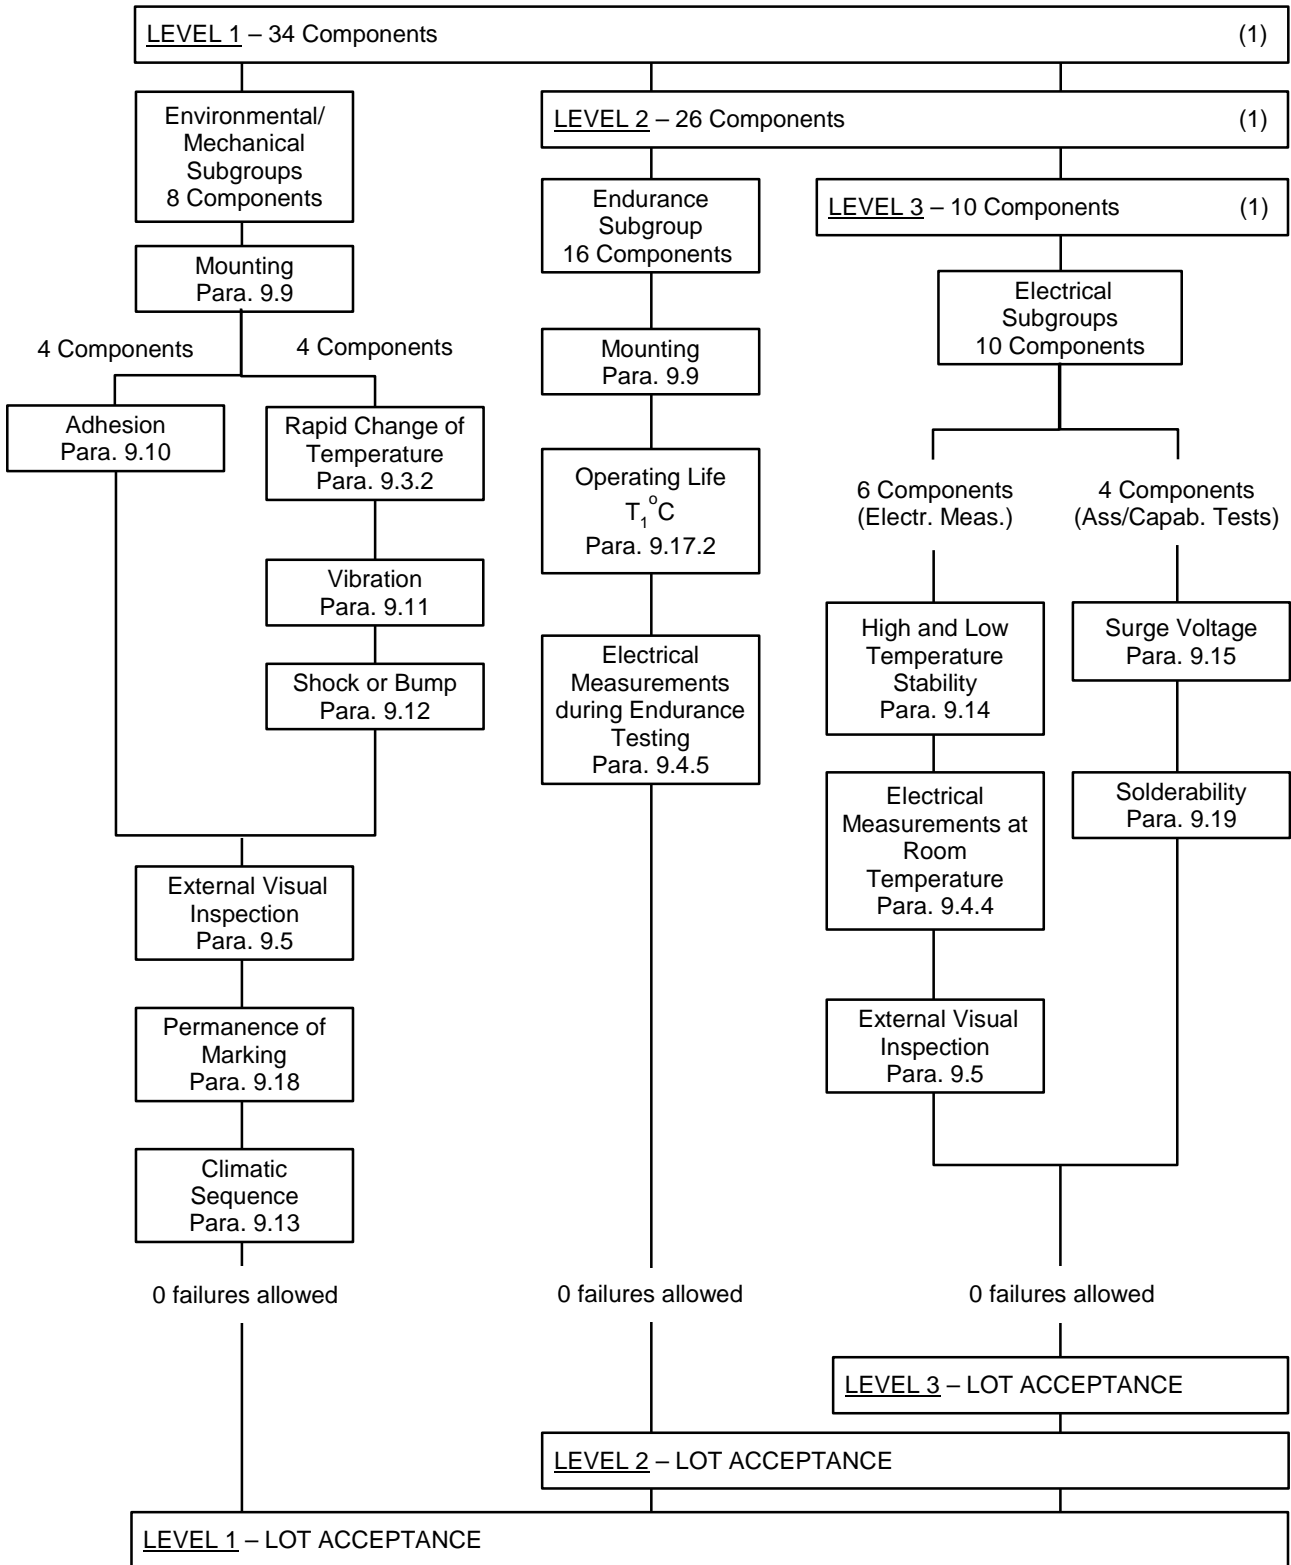 LEVEL 1 – 34 Components (1)
Environmental/
Mechanical
Subgroups
8 Components
LEVEL 2 – 26 Components (1)
Endurance
Subgroup
16 Components
LEVEL 3 – 10 Components (1)
Mounting
Para. 9.9
Electrical
Subgroups
10 Components
4 Components
4 Components
Mounting
Para. 9.9
Adhesion
Para. 9.10
Rapid Change of
Temperature
Para. 9.3.2
Operating Life
T₁°C
Para. 9.17.2
6 Components
(Electr. Meas.)
4 Components
(Ass/Capab. Tests)
Vibration
Para. 9.11
High and Low
Temperature
Stability
Para. 9.14
Surge Voltage
Para. 9.15
Shock or Bump
Para. 9.12
Electrical
Measurements
during Endurance
Testing
Para. 9.4.5
Electrical
Measurements at
Room
Temperature
Para. 9.4.4
Solderability
Para. 9.19
External Visual
Inspection
Para. 9.5
External Visual
Inspection
Para. 9.5
Permanence of
Marking
Para. 9.18
Climatic
Sequence
Para. 9.13
0 failures allowed
0 failures allowed
0 failures allowed
LEVEL 3 – LOT ACCEPTANCE
LEVEL 2 – LOT ACCEPTANCE
LEVEL 1 – LOT ACCEPTANCE